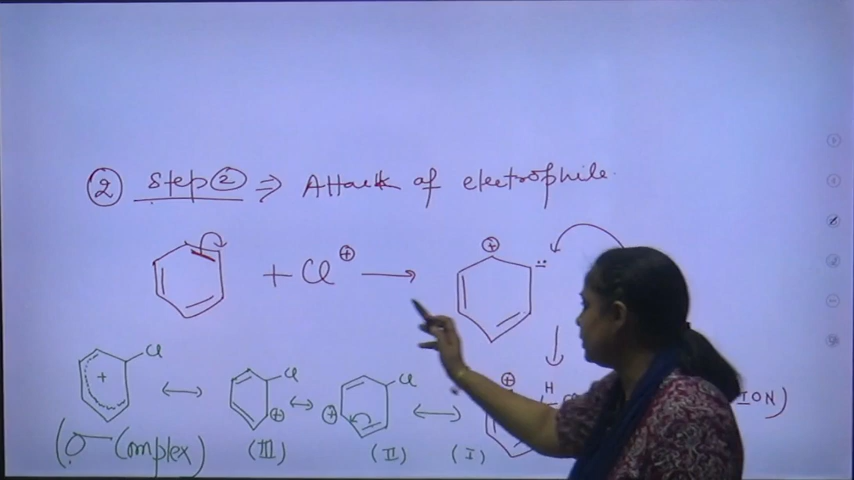 ② Step② ⇒ Attack of electrophile.
+ Cl⊕ → ⊕ :
Cl ↔ Cl ⊕ ↔ ⊕ Cl ↔ ⊕ H ION)
(σ-Complex) (III) (II) (I)